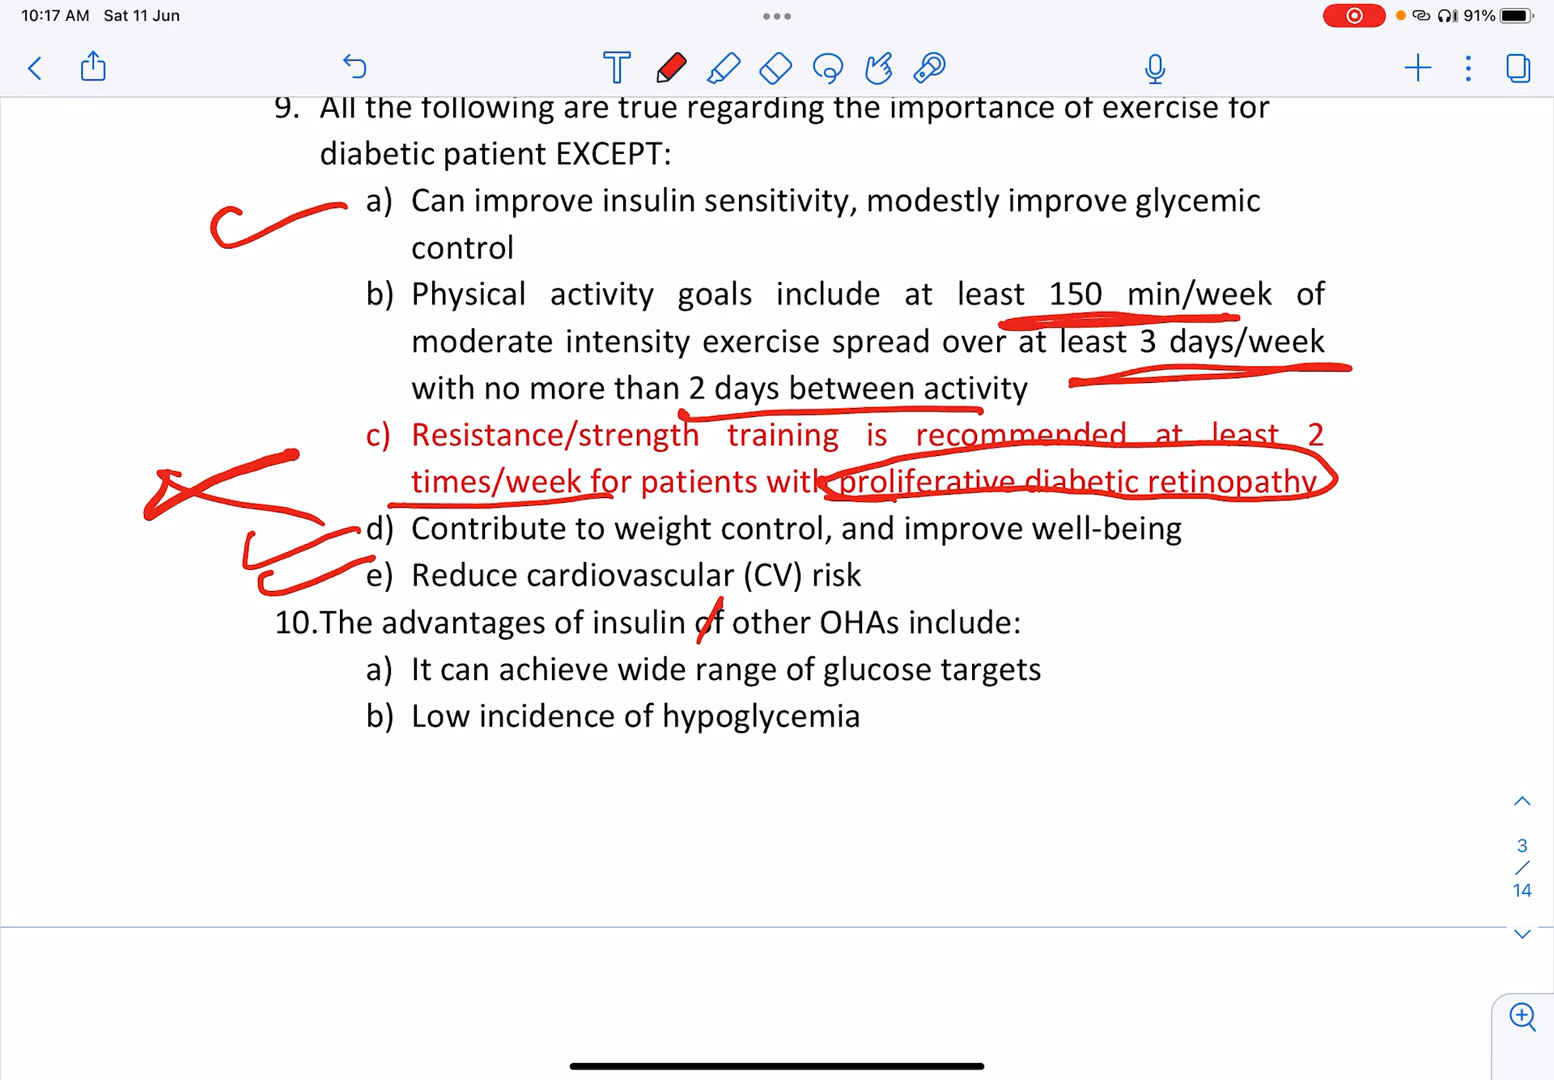 10:17 AM Sat 11 Jun
91%
T
9. All the following are true regarding the importance of exercise for
diabetic patient EXCEPT:
a) Can improve insulin sensitivity, modestly improve glycemic
control
b) Physical activity goals include at least 150 min/week of
moderate intensity exercise spread over at least 3 days/week
with no more than 2 days between activity
c) Resistance/strength training is recommended at least 2
times/week for patients with proliferative diabetic retinopathy
d) Contribute to weight control, and improve well-being
e) Reduce cardiovascular (CV) risk
10.The advantages of insulin of other OHAs include:
a) It can achieve wide range of glucose targets
b) Low incidence of hypoglycemia
3
/
14